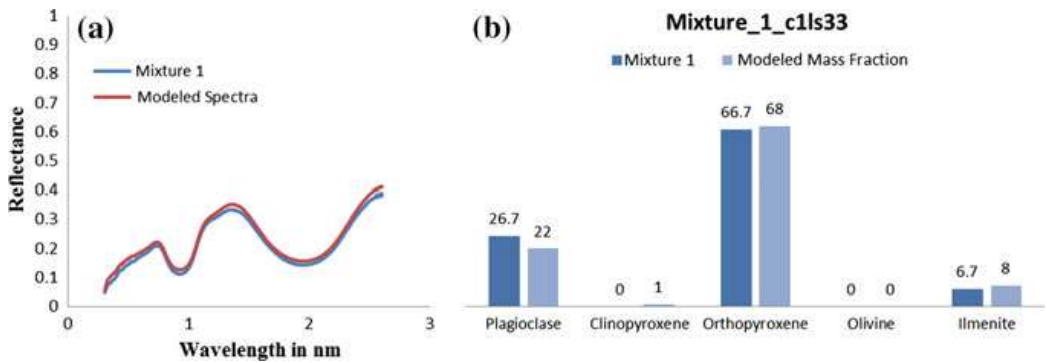 (a)
Mixture 1
Modeled Spectra
Reflectance
1
0.9
0.8
0.7
0.6
0.5
0.4
0.3
0.2
0.1
0
0 1 2 3
Wavelength in nm
(b)
Mixture_1_c1ls33
Mixture 1 Modeled Mass Fraction
26.7 22
0 1
66.7 68
0 0
6.7 8
Plagioclase Clinopyroxene Orthopyroxene Olivine Ilmenite